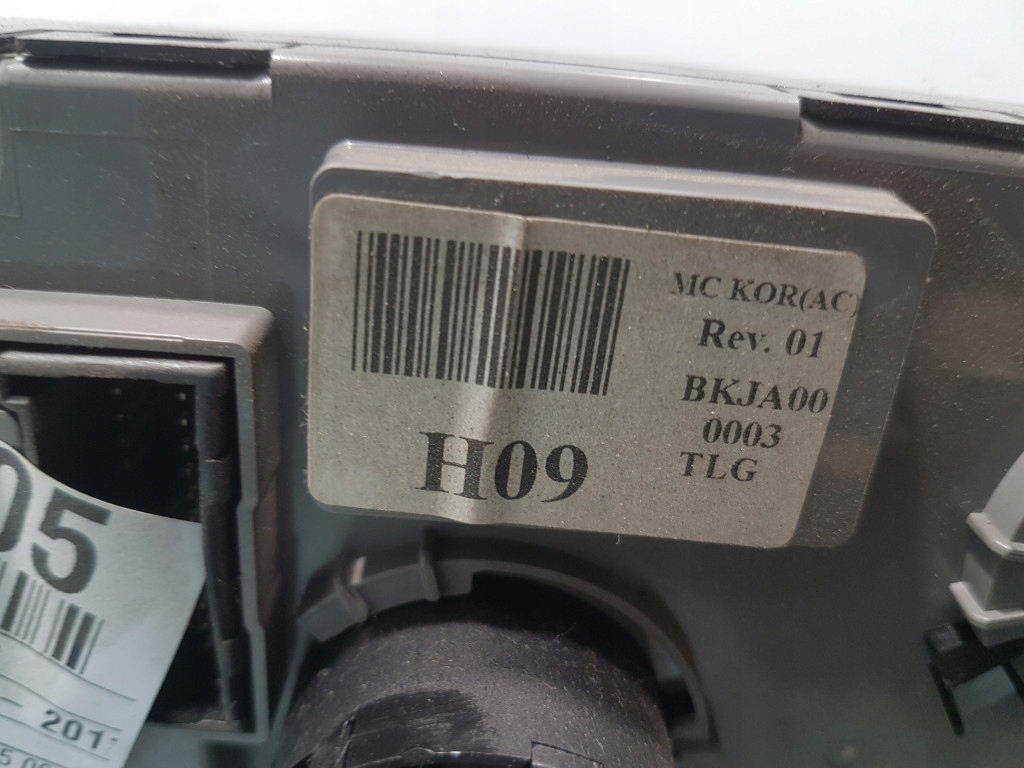 MC KOR(AC)
Rev. 01
BKJA00
0003
TLG
H09
05
201